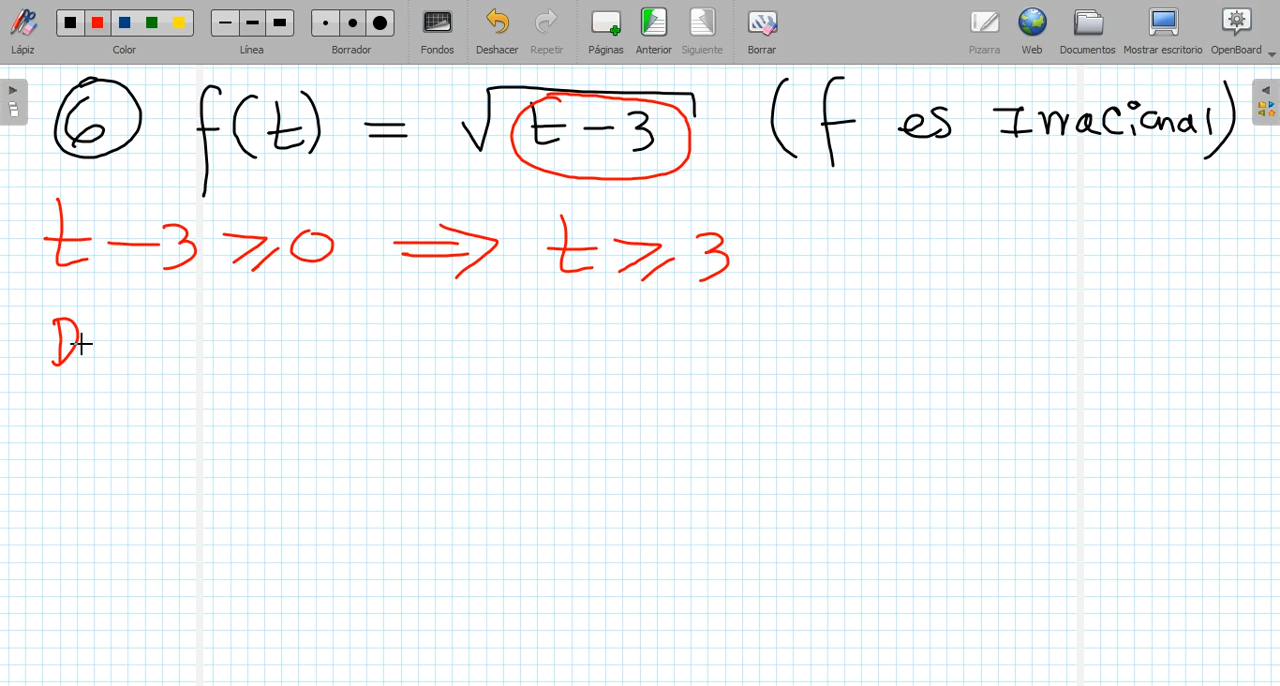 Lápiz Color Línea Borrador Fondos Deshacer Repetir Páginas Anterior Siguiente Borrar Pizarra Web Documentos Mostrar escritorio OpenBoard
6 f(t) = √(t-3) (f es Irracional)
t-3 ⩾ 0 ⟹ t ⩾ 3
D